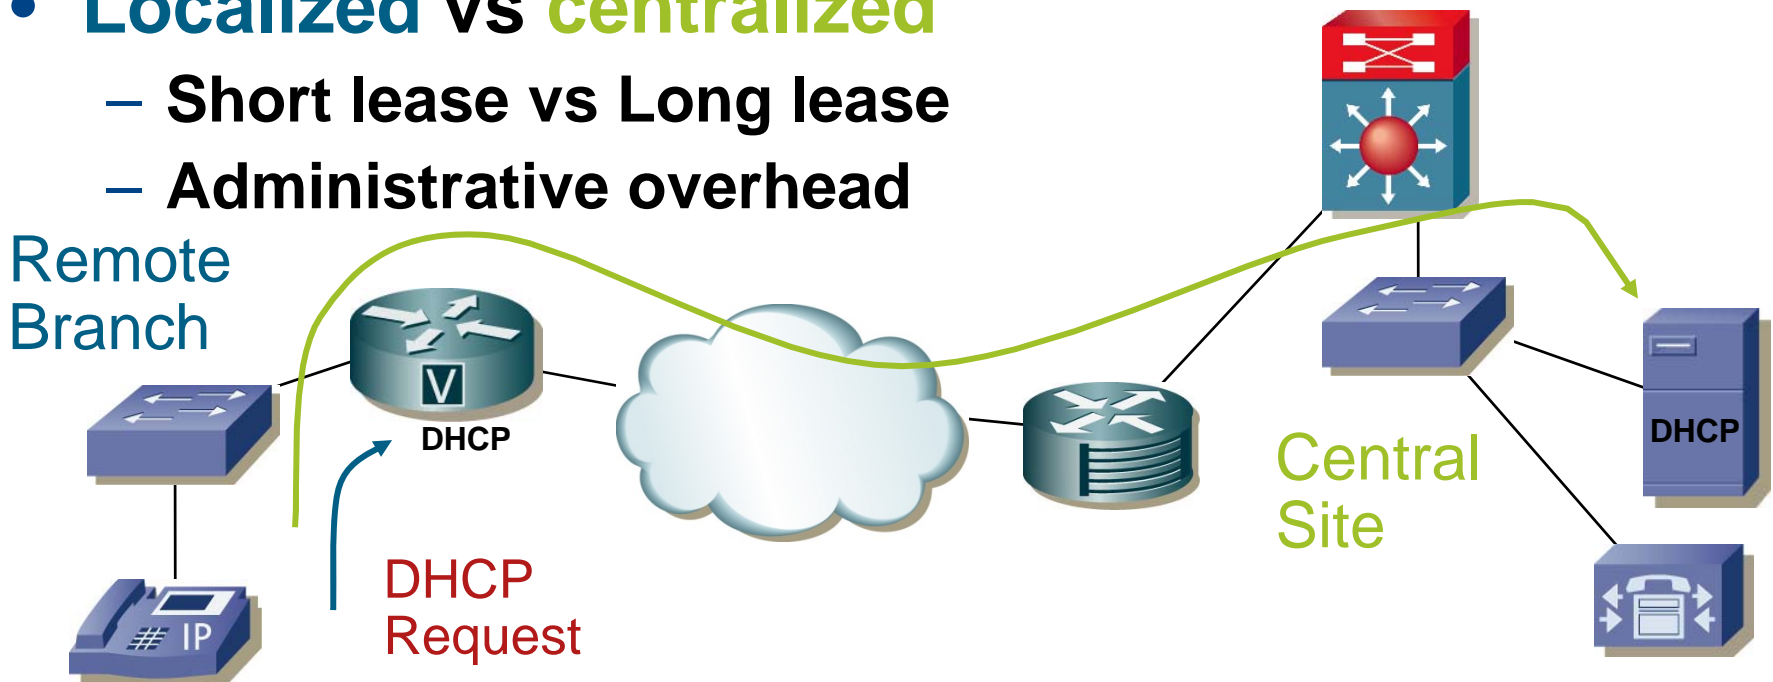 • Localized vs centralized
– Short lease vs Long lease
– Administrative overhead
Remote
Branch
V
DHCP
DHCP
Central
Site
DHCP
Request
IP